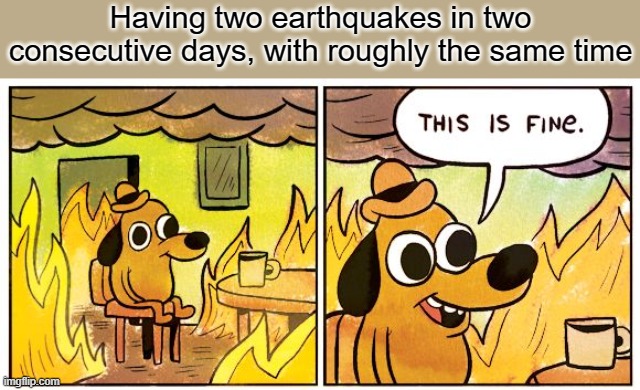 Having two earthquakes in two
consecutive days, with roughly the same time
THIS IS FINE.
imgflip.com